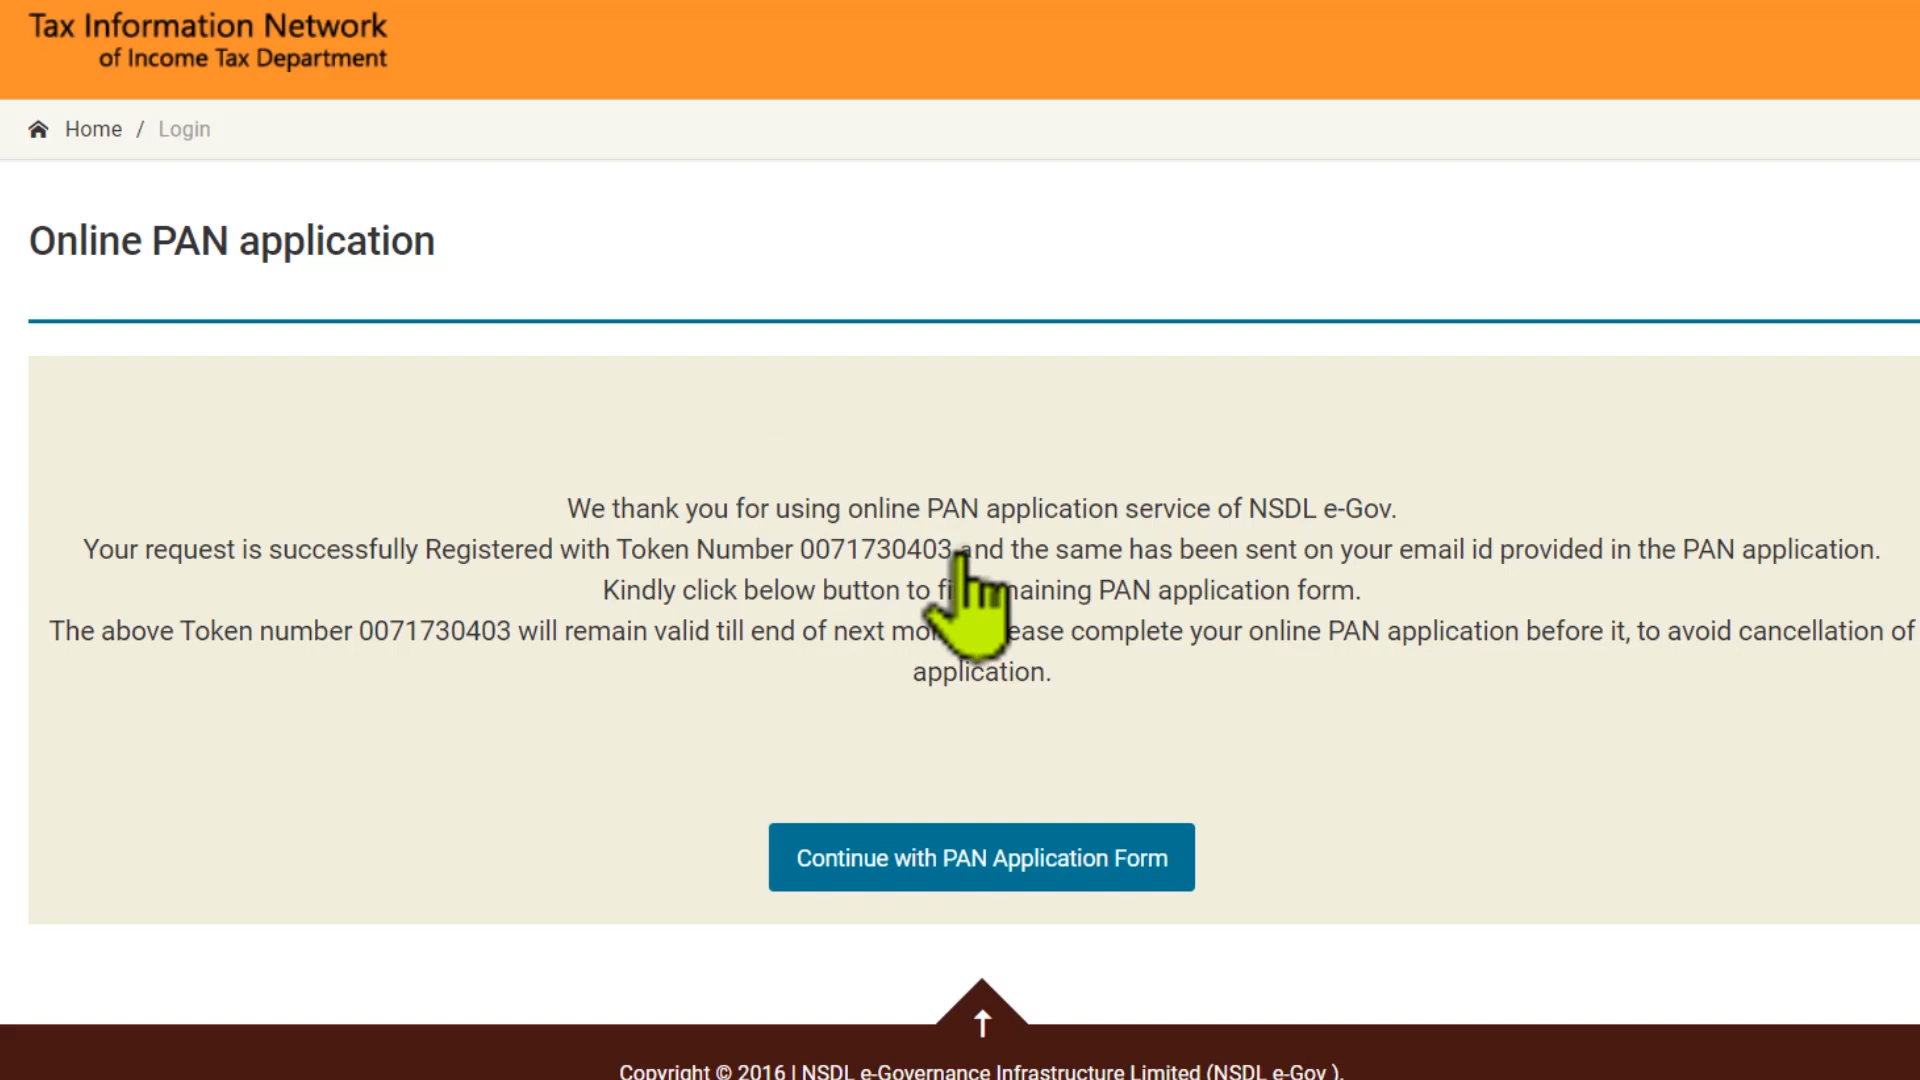 Tax Information Network
of Income Tax Department
Home / Login
Online PAN application
We thank you for using online PAN application service of NSDL e-Gov.
Your request is successfully Registered with Token Number 0071730403 and the same has been sent on your email id provided in the PAN application.
Kindly click below button to PAN application form.
The above Token number 0071730403 will remain valid till end of next complete your online PAN application before it, to avoid cancellation of
application.
Continue with PAN Application Form
Copyright © 2016 | NSDL e-Governance Infrastructure Limited (NSDL e-Gov ).